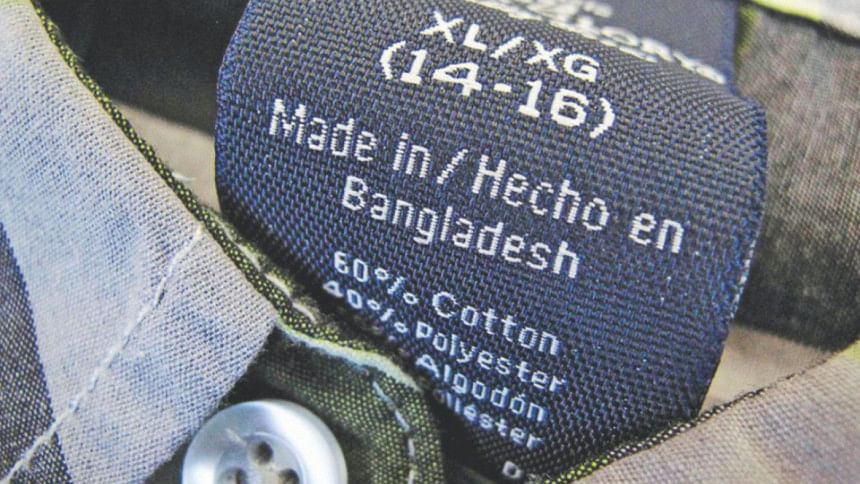 XL/XG
(14-16)
Made in/Hecho en
Bangladesh
60% Cotton
40% Polyester
Algodón